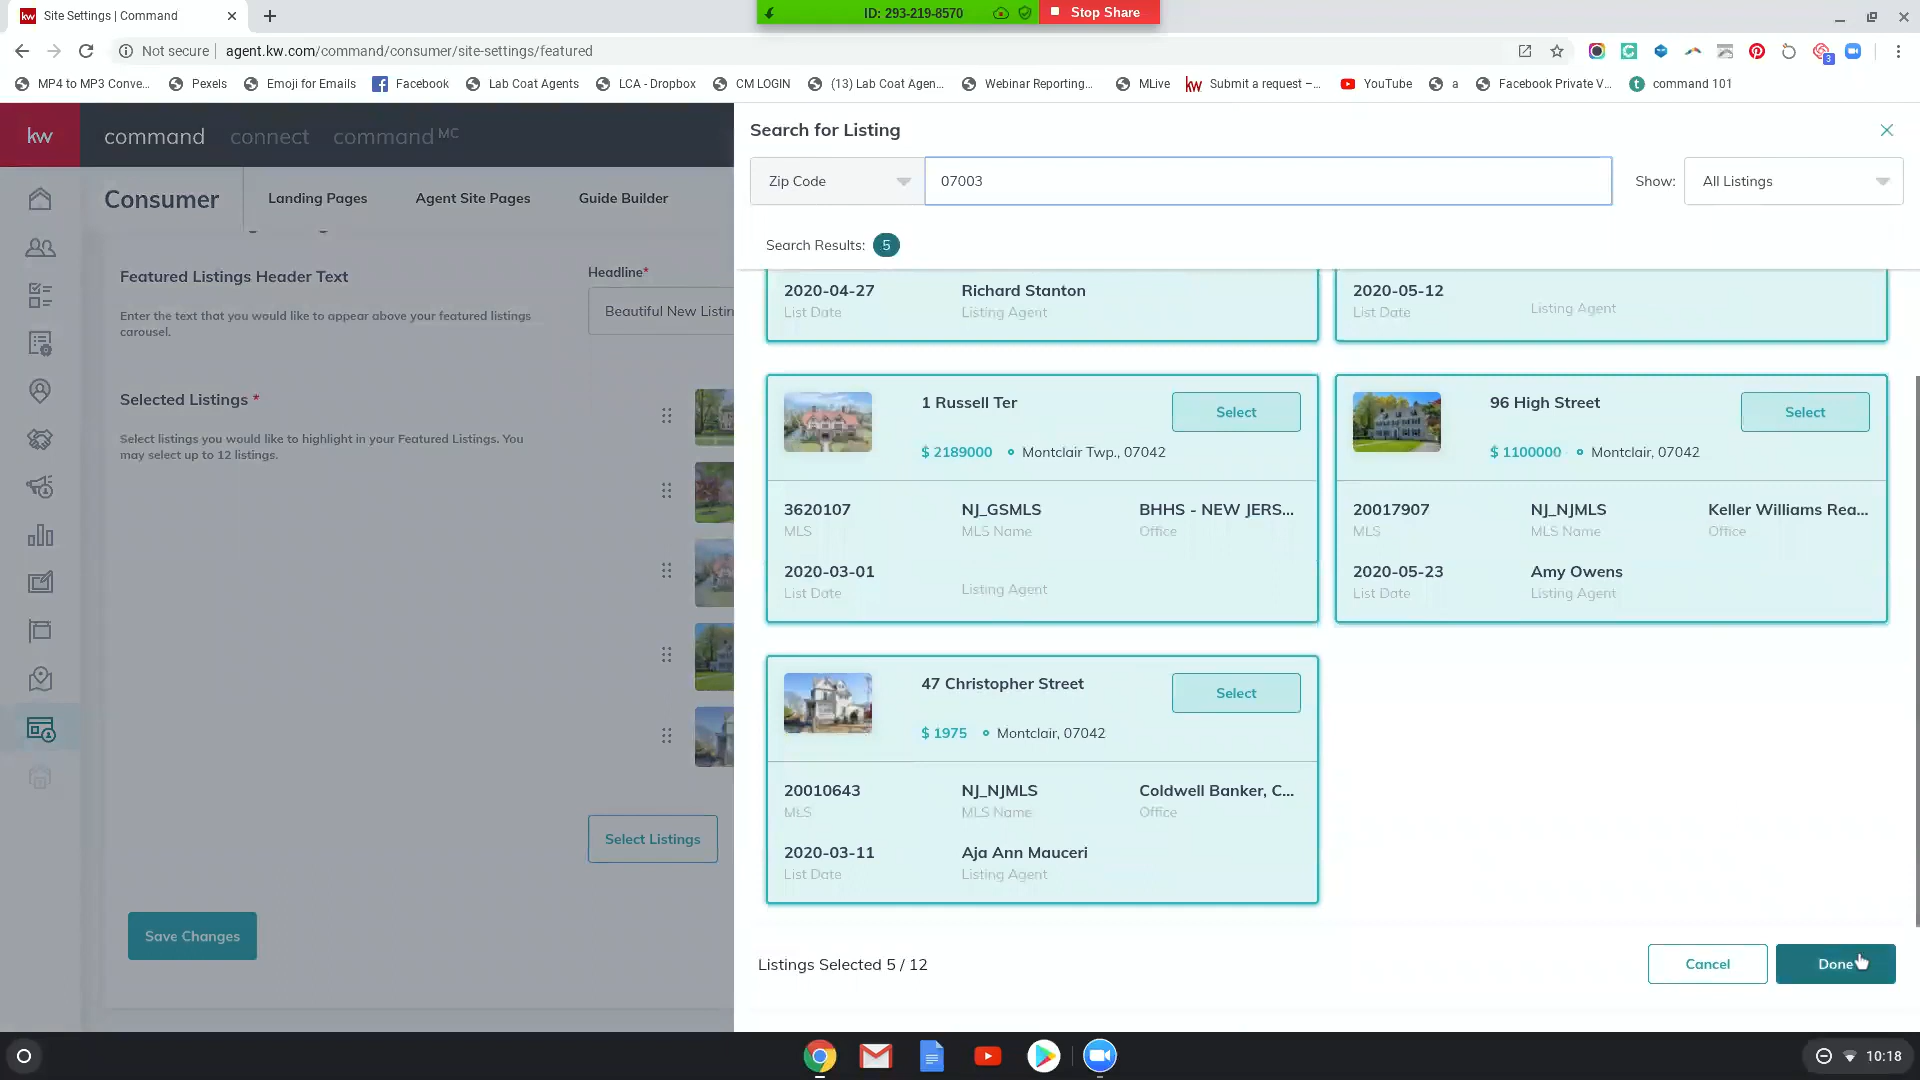 Site Settings | Command
ID: 293-219-8570
Stop Share
Not secure
agent.kw.com/command/consumer/site-settings/featured
3
MP4 to MP3 Conve...
Pexels
Emoji for Emails
Facebook
Lab Coat Agents
LCA - Dropbox
CM LOGIN
(13) Lab Coat Agen...
Webinar Reporting...
MLive
kw
Submit a request –...
YouTube
a
Facebook Private V...
t
command 101
kw
command
connect
command MC
Consumer
Landing Pages
Agent Site Pages
Guide Builder
Featured Listings Header Text
Enter the text that you would like to appear above your featured listings
carousel.
Headline*
Beautiful New Listin
Selected Listings *
Select listings you would like to highlight in your Featured Listings. You
may select up to 12 listings.
Select Listings
Save Changes
Search for Listing
Zip Code
07003
Show:
All Listings
Search Results: 5
2020-04-27
Richard Stanton
List Date
Listing Agent
2020-05-12
List Date
Listing Agent
1 Russell Ter
Select
$ 2189000
Montclair Twp., 07042
3620107
NJ_GSMLS
BHHS - NEW JERS...
MLS
MLS Name
Office
2020-03-01
List Date
Listing Agent
96 High Street
Select
$ 1100000
Montclair, 07042
20017907
NJ_NJMLS
Keller Williams Rea...
MLS
MLS Name
Office
2020-05-23
Amy Owens
List Date
Listing Agent
47 Christopher Street
Select
$ 1975
Montclair, 07042
20010643
NJ_NJMLS
Coldwell Banker, C...
MLS
MLS Name
Office
2020-03-11
Aja Ann Mauceri
List Date
Listing Agent
Listings Selected 5 / 12
Cancel
Done
10:18